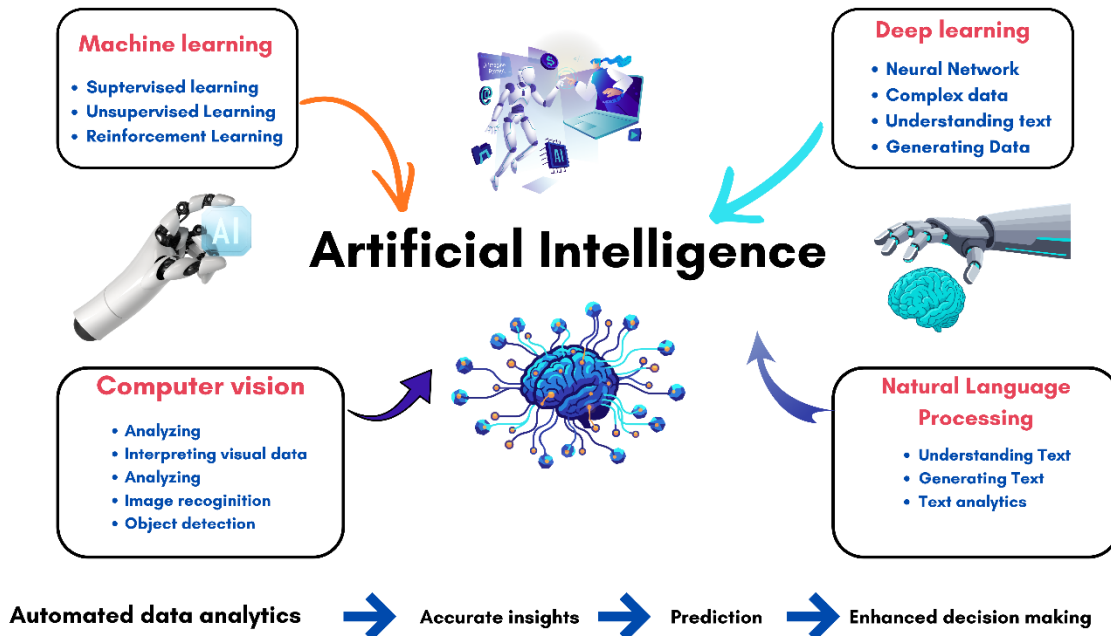 Machine learning
• Suptervised learning
• Unsupervised Learning
• Reinforcement Learning
Deep learning
• Neural Network
• Complex data
• Understanding text
• Generating Data
AI
AI
Artificial Intelligence
Computer vision
• Analyzing
• Interpreting visual data
• Analyzing
• Image recoginition
• Object detection
Natural Language
Processing
• Understanding Text
• Generating Text
• Text analytics
Automated data analytics
Accurate insights
Prediction
Enhanced decision making